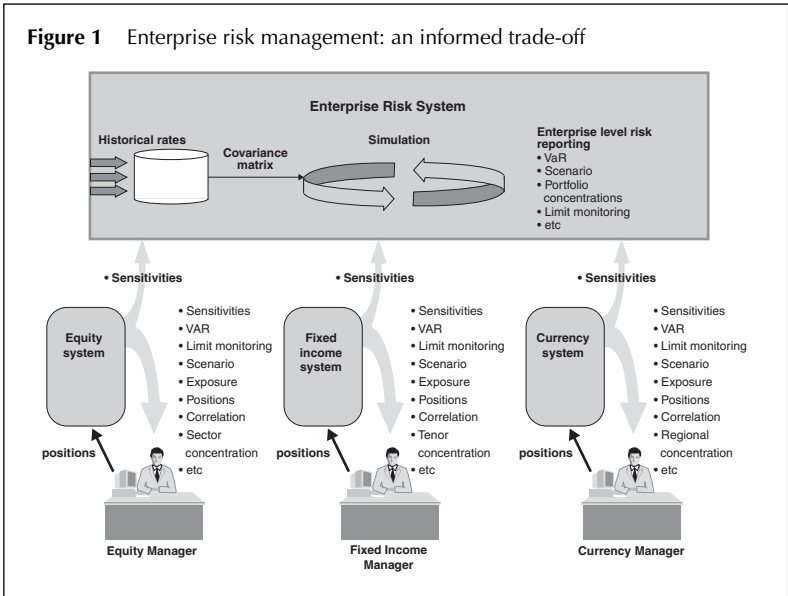 Figure 1 Enterprise risk management: an informed trade-off
Enterprise Risk System
Historical rates
Covariance
matrix
Simulation
Enterprise level risk
reporting
• VaR
• Scenario
• Portfolio
concentrations
• Limit monitoring
• etc
• Sensitivities
• Sensitivities
• Sensitivities
Equity
system
• Sensitivities
• VAR
• Limit monitoring
• Scenario
• Exposure
• Positions
• Correlation
• Sector
concentration
• etc
positions
Equity Manager
Fixed
income
system
• Sensitivities
• VAR
• Limit monitoring
• Scenario
• Exposure
• Positions
• Correlation
• Tenor
concentration
• etc
positions
Fixed Income
Manager
Currency
system
• Sensitivities
• VAR
• Limit monitoring
• Scenario
• Exposure
• Positions
• Correlation
• Regional
concentration
• etc
positions
Currency Manager